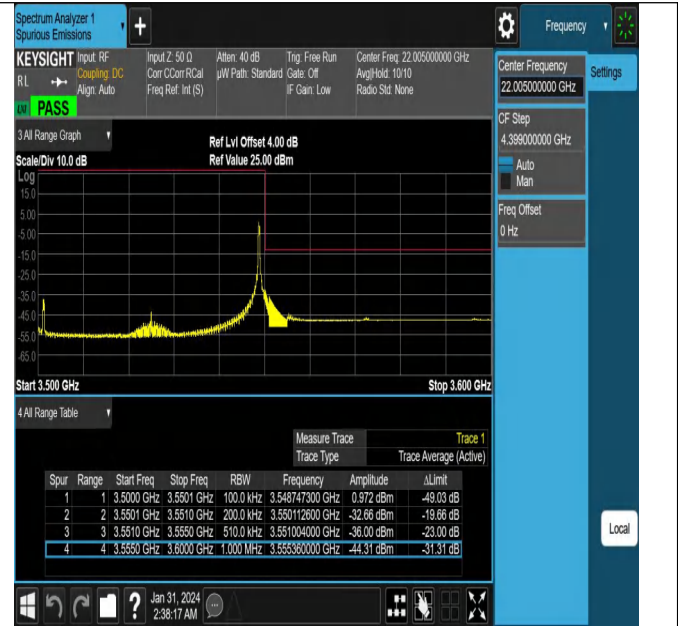 Spectrum Analyzer 1
Spurious Emissions
+
Frequency
KEYSIGHT
RL
PASS
Input: RF
Coupling: DC
Align: Auto
Input Z: 50 Ω
Corr CCorr RCal
Freq Ref: Int (S)
Atten: 40 dB
µW Path: Standard
Trig: Free Run
Gate: Off
IF Gain: Low
Center Freq: 22.005000000 GHz
Avg|Hold: 10/10
Radio Std: None
Center Frequency
22.005000000 GHz
Settings
CF Step
4.399000000 GHz
Auto
Man
Freq Offset
0 Hz
3 All Range Graph
Scale/Div 10.0 dB
Ref Lvl Offset 4.00 dB
Ref Value 25.00 dBm
Log
15.0
5.00
-5.00
-15.0
-25.0
-35.0
-45.0
-55.0
-65.0
Start 3.500 GHz
Stop 3.600 GHz
4 All Range Table
Measure Trace Trace 1
Trace Type Trace Average (Active)
Spur Range Start Freq Stop Freq RBW Frequency Amplitude ΔLimit
1 1 3.5000 GHz 3.5501 GHz 100.0 kHz 3.548747300 GHz 0.972 dBm -49.03 dB
2 2 3.5501 GHz 3.5510 GHz 200.0 kHz 3.550112600 GHz -32.66 dBm -19.66 dB
3 3 3.5510 GHz 3.5550 GHz 510.0 kHz 3.551004000 GHz -36.00 dBm -23.00 dB
4 4 3.5550 GHz 3.6000 GHz 1.000 MHz 3.555360000 GHz -44.31 dBm -31.31 dB
Local
?
Jan 31, 2024
2:38:17 AM